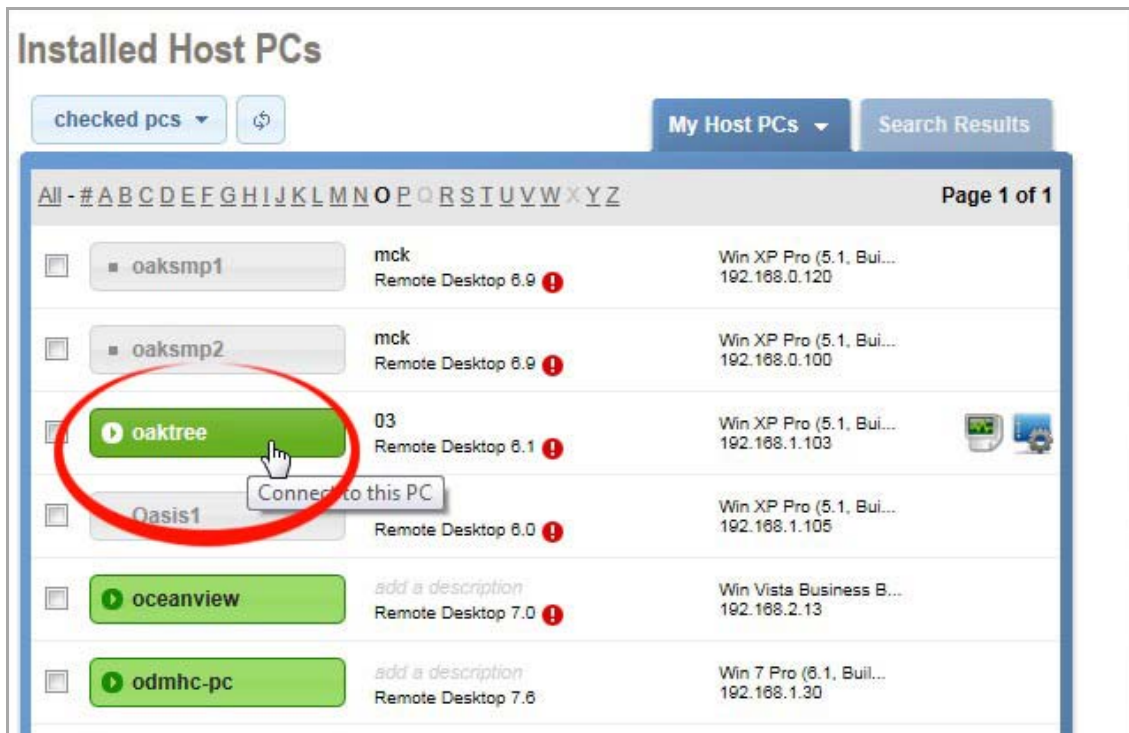 Installed Host PCs
checked pcs
My Host PCs
Search Results
All - # A B C D E F G H I J K L M N O P Q R S T U V W X Y Z
Page 1 of 1
oaksmp1
mck
Remote Desktop 6.9
Win XP Pro (5.1, Bui...
192.168.0.120
oaksmp2
mck
Remote Desktop 6.9
Win XP Pro (5.1, Bui...
192.168.0.100
oaktree
03
Remote Desktop 6.1
Win XP Pro (5.1, Bui...
192.168.1.103
Connect to this PC
Oasis1
Remote Desktop 6.0
Win XP Pro (5.1, Bui...
192.168.1.105
oceanview
add a description
Remote Desktop 7.0
Win Vista Business B...
192.168.2.13
odmhc-pc
add a description
Remote Desktop 7.6
Win 7 Pro (6.1, Buil...
192.168.1.30